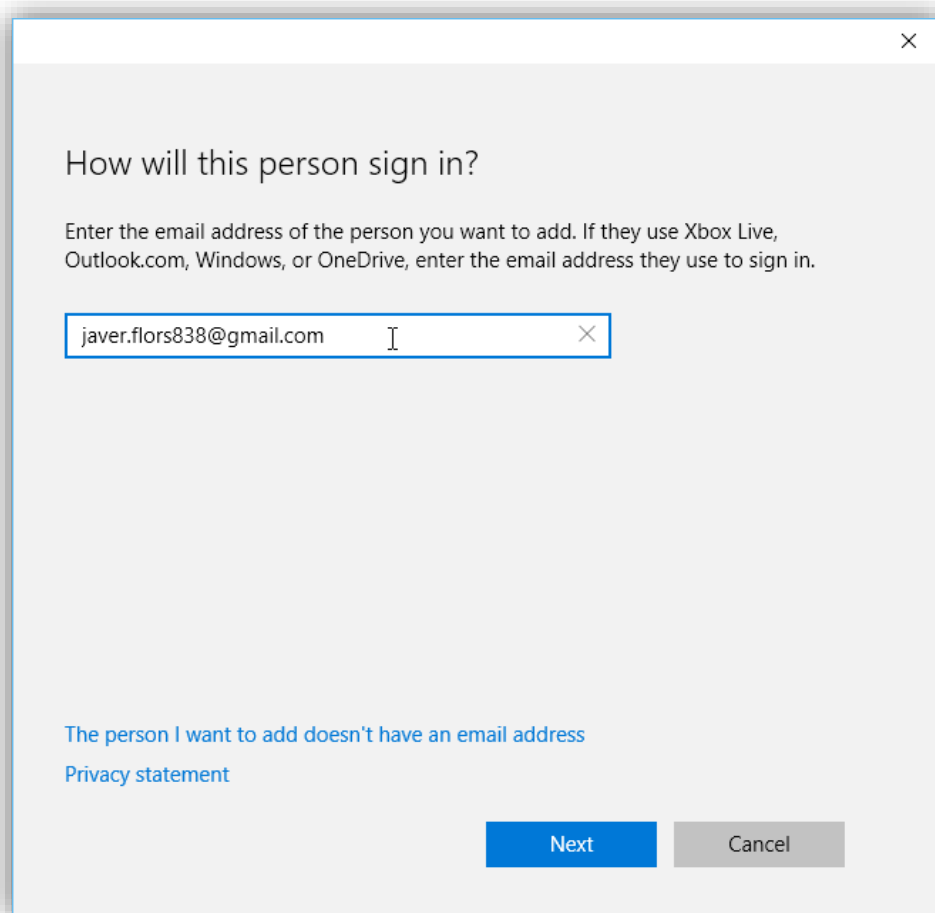 How will this person sign in?
Enter the email address of the person you want to add. If they use Xbox Live,
Outlook.com, Windows, or OneDrive, enter the email address they use to sign in.
javer.flors838@gmail.com
The person I want to add doesn't have an email address
Privacy statement
Next
Cancel